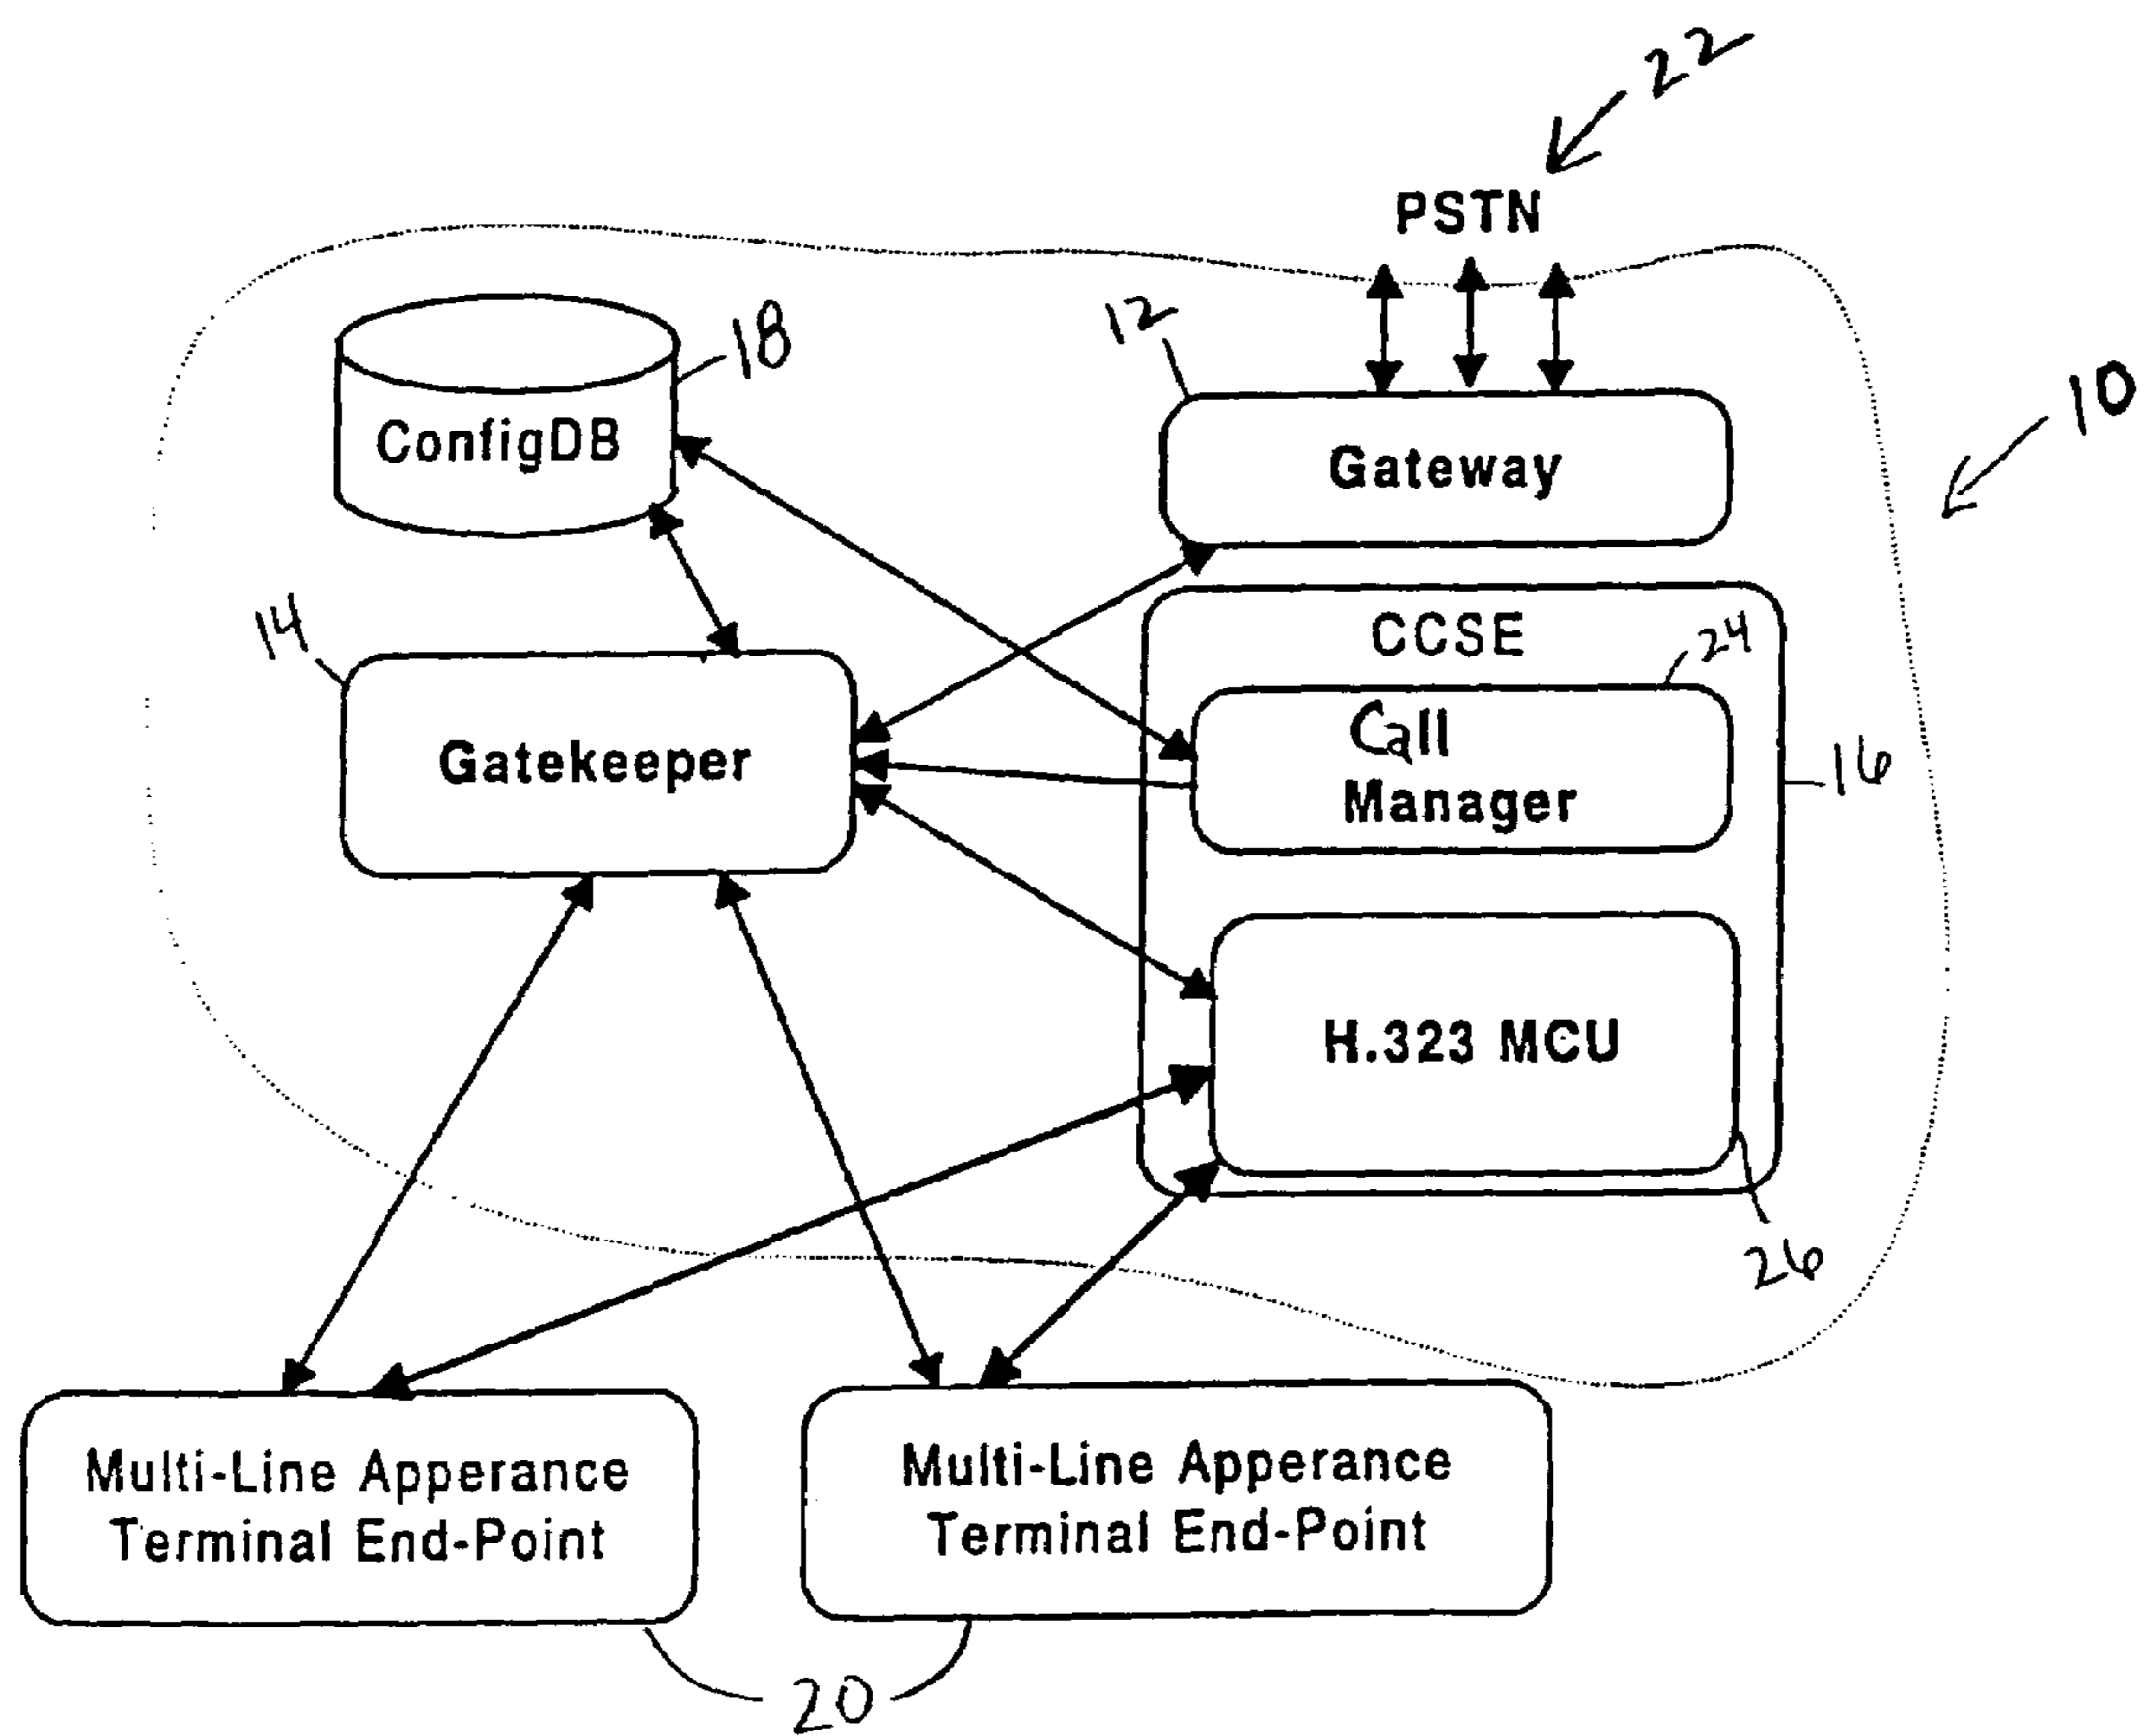 22
PSTN
12
18
10
ConfigDB
Gateway
14
CCSE
24
Call
Manager
Gatekeeper
16
H.323 MCU
26
Multi-Line Apperance
Terminal End-Point
Multi-Line Apperance
Terminal End-Point
20